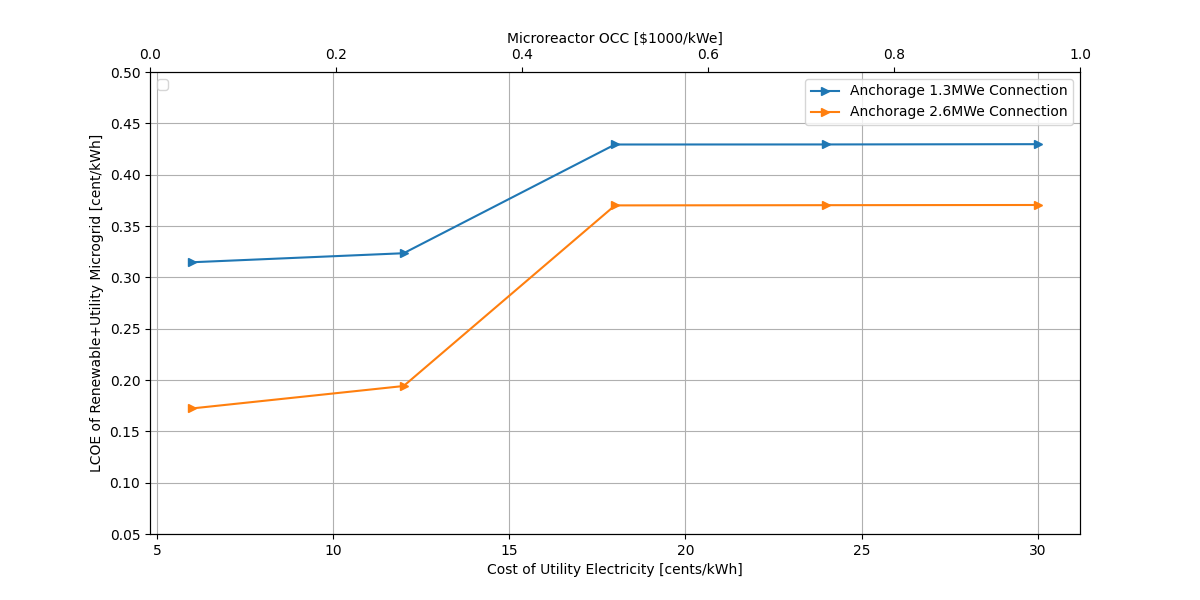 Microreactor OCC [$1000/kWe]
0.0 0.2 0.4 0.6 0.8 1.0
Anchorage 1.3MWe Connection
Anchorage 2.6MWe Connection
LCOE of Renewable+Utility Microgrid [cent/kWh]
0.50
0.45
0.40
0.35
0.30
0.25
0.20
0.15
0.10
0.05
5 10 15 20 25 30
Cost of Utility Electricity [cents/kWh]